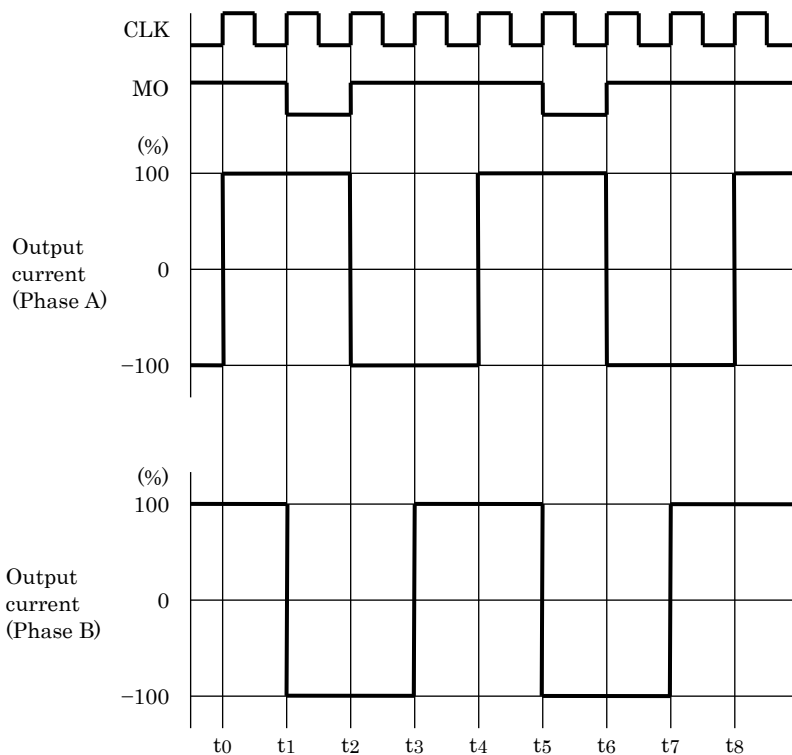 CLK
MO
(%)
100
Output
current
(Phase A)
0
−100
(%)
100
Output
current
(Phase B)
0
−100
t0 t1 t2 t3 t4 t5 t6 t7 t8